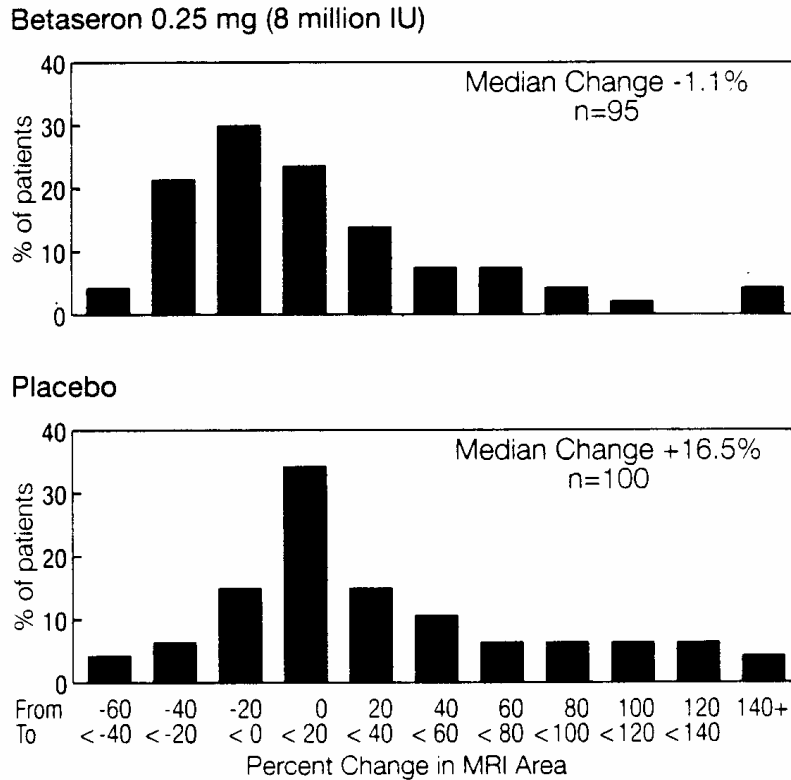 Betaseron 0.25 mg (8 million IU)
Median Change -1.1%
n=95
% of patients
40
30
20
10
0
Placebo
Median Change +16.5%
n=100
% of patients
40
30
20
10
0
From -60 -40 -20 0 20 40 60 80 100 120 140+
To < -40 < -20 < 0 < 20 < 40 < 60 < 80 <100 <120 <140
Percent Change in MRI Area